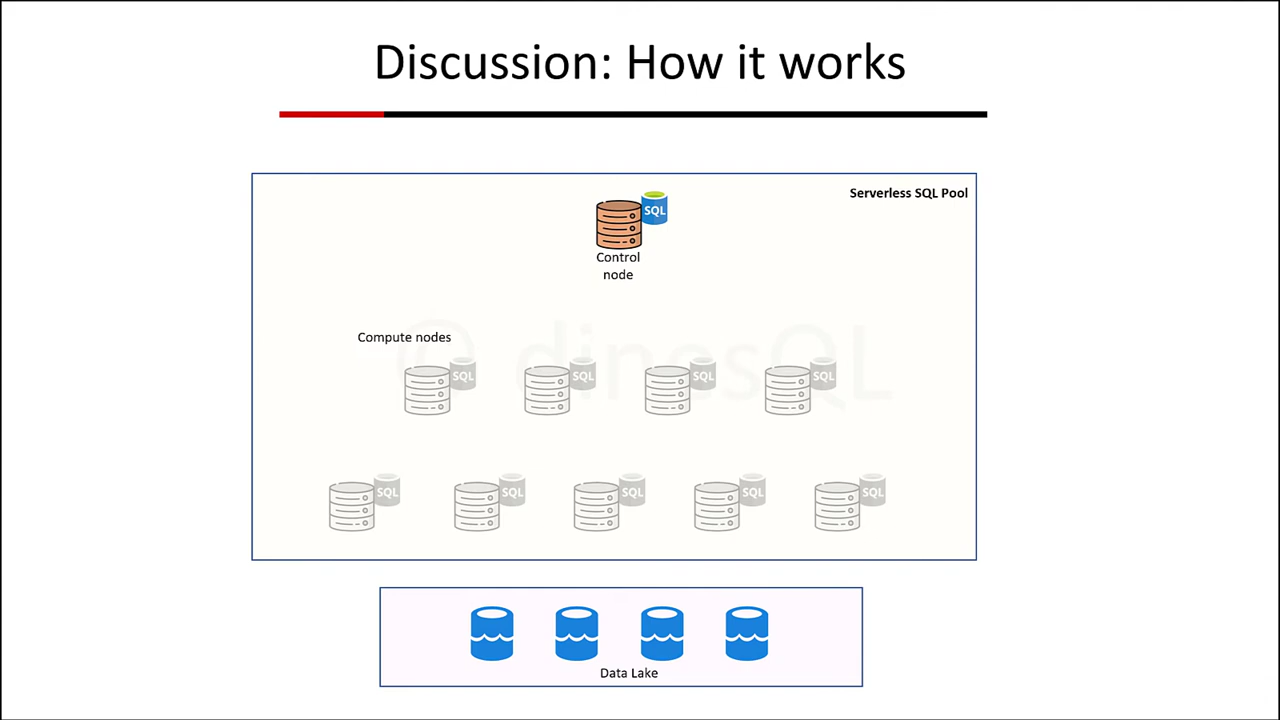 Discussion: How it works
Serverless SQL Pool
SQL
Control
node
Compute nodes
© dinesQL
SQL SQL SQL SQL
SQL SQL SQL SQL SQL
Data Lake